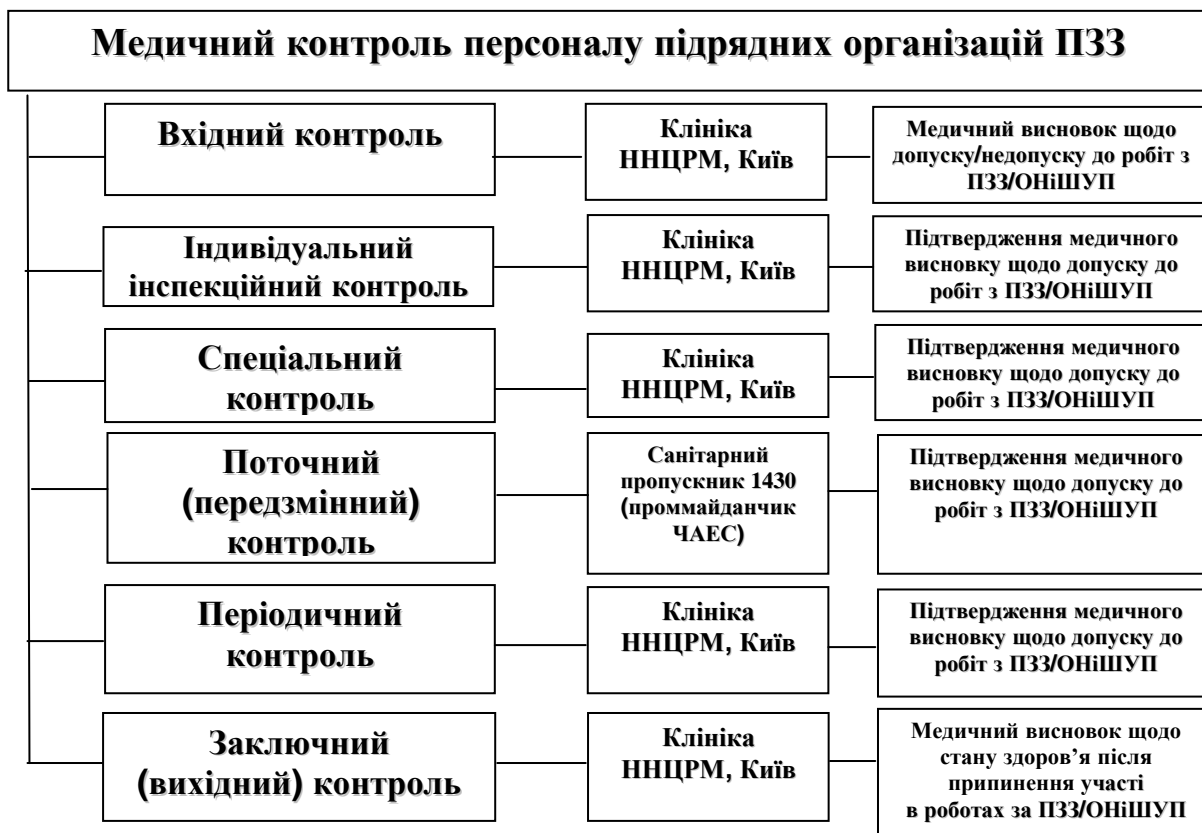 Медичний контроль персоналу підрядних організацій ПЗЗ
Вхідний контроль
Клініка
ННЦРМ, Київ
Медичний висновок щодо
допуску/недопуску до робіт з
ПЗЗ/ОНіШУП
Індивідуальний
інспекційний контроль
Клініка
ННЦРМ, Київ
Підтвердження медичного
висновку щодо допуску до
робіт з ПЗЗ/ОНіШУП
Спеціальний
контроль
Клініка
ННЦРМ, Київ
Підтвердження медичного
висновку щодо допуску до
робіт з ПЗЗ/ОНіШУП
Поточний
(передзмінний)
контроль
Санітарний
пропускник 1430
(проммайданчик
ЧАЕС)
Підтвердження медичного
висновку щодо допуску до
робіт з ПЗЗ/ОНіШУП
Періодичний
контроль
Клініка
ННЦРМ, Київ
Підтвердження медичного
висновку щодо допуску до
робіт з ПЗЗ/ОНіШУП
Заключний
(вихідний) контроль
Клініка
ННЦРМ, Київ
Медичний висновок щодо
стану здоров’я після
припинення участі
в роботах за ПЗЗ/ОНіШУП